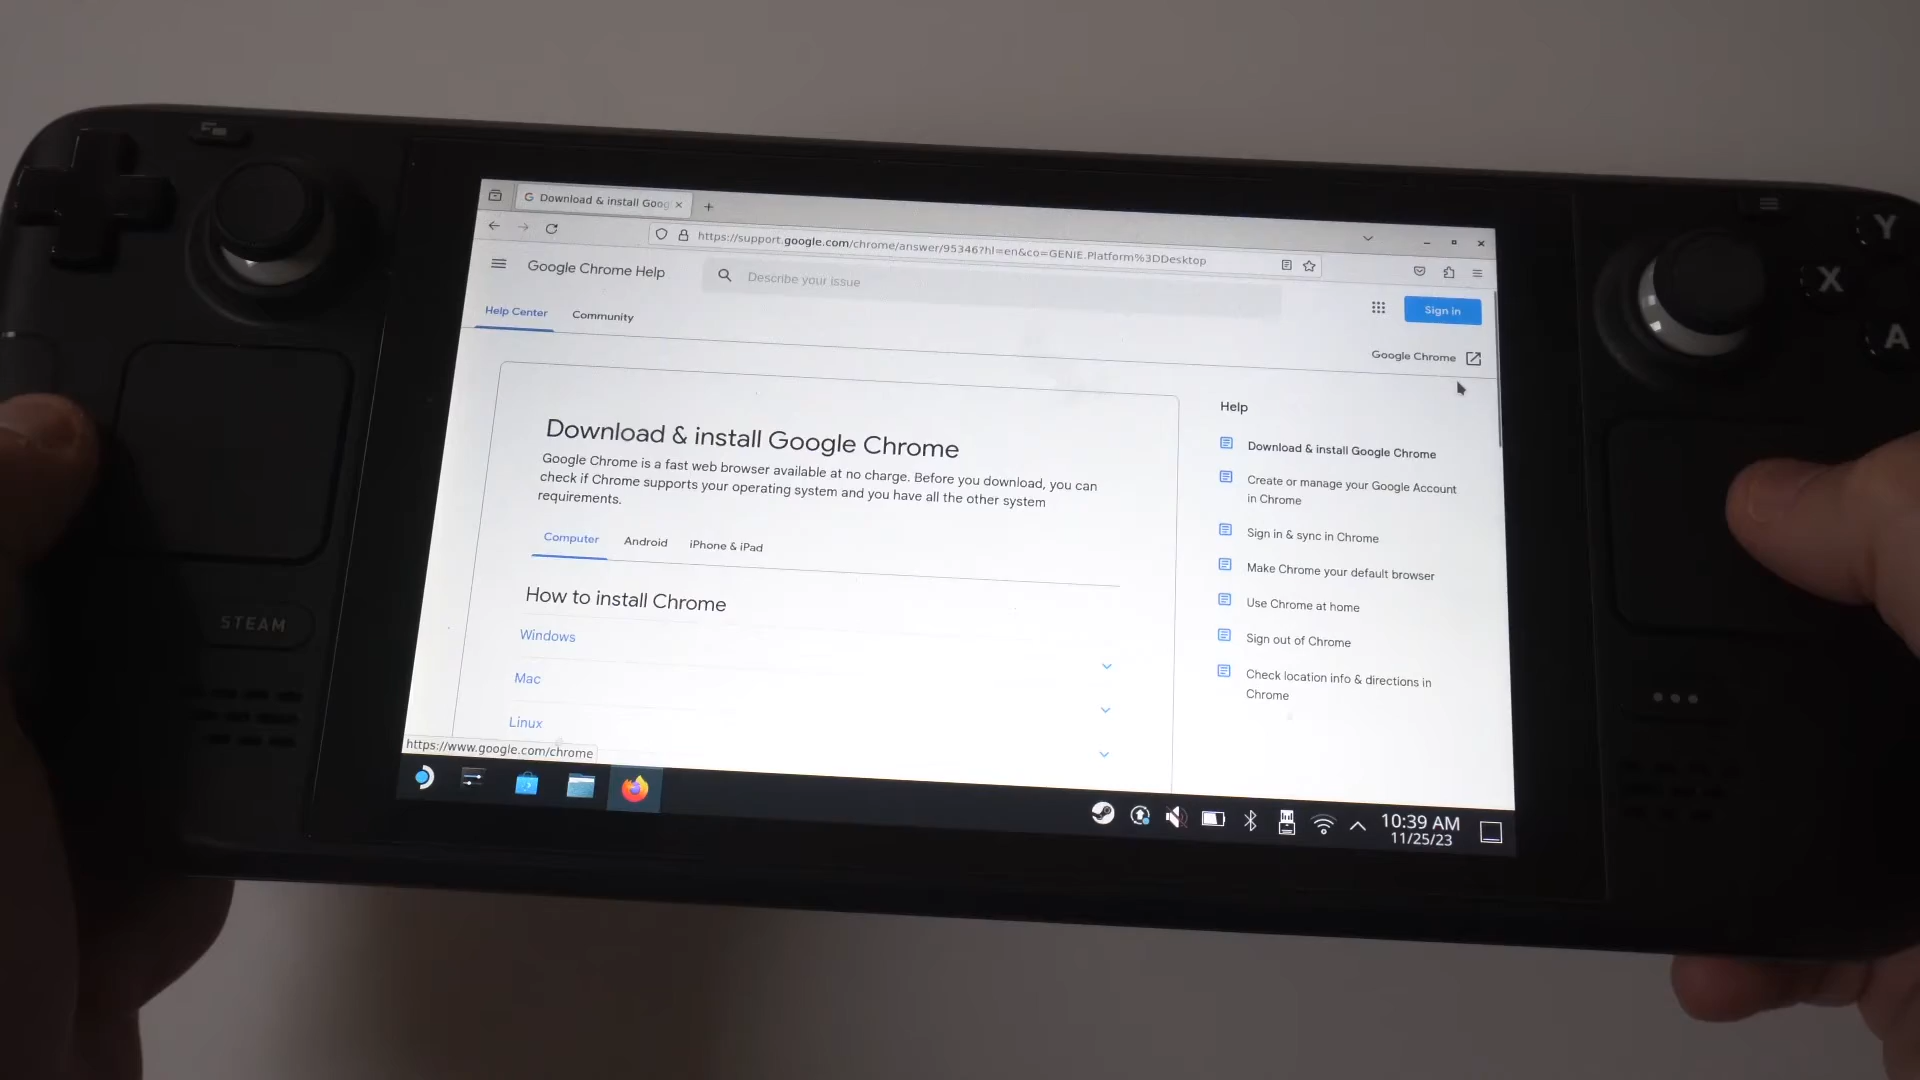 Download & install Goog
https://support.google.com/chrome/answer/95346?hl=en&co=GENIE.Platform%3DDesktop
Google Chrome Help
Describe your issue
Sign in
Help Center
Community
Google Chrome
Download & install Google Chrome
Google Chrome is a fast web browser available at no charge. Before you download, you can
check if Chrome supports your operating system and you have all the other system
requirements.
Computer
Android
iPhone & iPad
How to install Chrome
Windows
Mac
Linux
Help
Download & install Google Chrome
Create or manage your Google Account
in Chrome
Sign in & sync in Chrome
Make Chrome your default browser
Use Chrome at home
Sign out of Chrome
Check location info & directions in
Chrome
https://www.google.com/chrome
10:39 AM
11/25/23
STEAM
Y
X
A